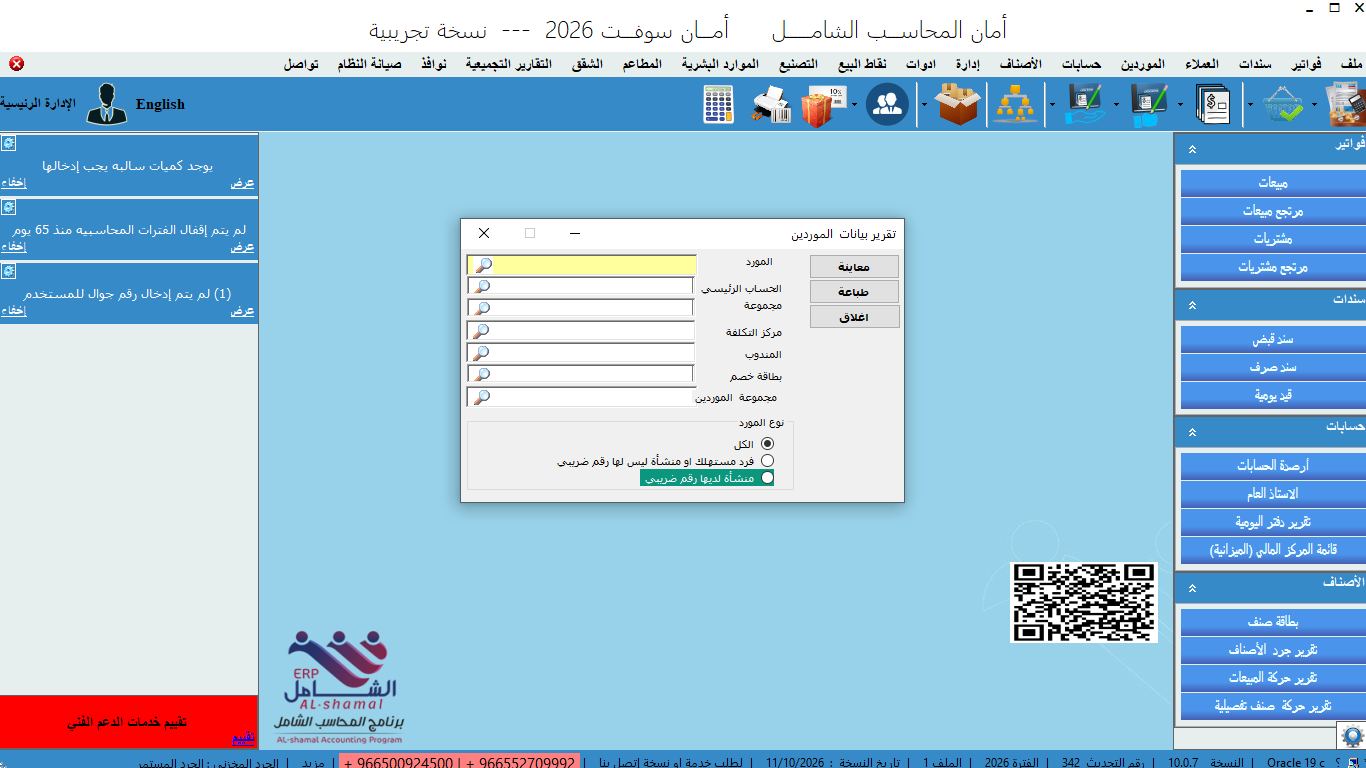 أمان المحاســب الشامــــل أمــان سوفــت 2026 --- نسخة تجريبية
ملف فواتير سندات العملاء الموردين حسابات الأصناف إدارة ادوات نقاط البيع التصنيع الموارد البشرية المطاعم الشقق التقارير التجميعية نوافذ صيانة النظام تواصل
English
الإدارة الرئيسية
10%
فواتير
مبيعات
مرتجع مبيعات
مشتريات
مرتجع مشتريات
سندات
سند قبض
سند صرف
قيد يومية
حسابات
أرصدة الحسابات
الاستاذ العام
تقرير دفتر اليومية
قائمة المركز المالي (الميزانية)
الأصناف
بطاقة صنف
تقرير جرد الأصناف
تقرير حركة المبيعات
تقرير حركة صنف تفصيلية
تقرير بيانات الموردين
معاينة
طباعة
اغلاق
المورد
الحساب الرئيسي
مجموعة
مركز التكلفة
المندوب
بطاقة خصم
مجموعة الموردين
نوع المورد
الكل
فرد مستهلك او منشأة ليس لها رقم ضريبي
منشأة لديها رقم ضريبي
يوجد كميات سالبه يجب إدخالها
عرض إخفاء
لم يتم إقفال الفترات المحاسبيه منذ 65 يوم
عرض إخفاء
(1) لم يتم إدخال رقم جوال للمستخدم
عرض إخفاء
ERP
الشامل
AL-shamal
برنامج المحاسب الشامل
AL-shamal Accounting Program
تقييم خدمات الدعم الفني
تقييم
Oracle 19 c | النسخة 10.0.7 | رقم التحديث 342 | الفترة 2026 | الملف 1 | تاريخ النسخة : 11/10/2026 | لطلب خدمة او نسخة إتصل بنا | + 966500924500 | + 966552709992 | مزيد | الجرد المخزني : الجرد المستمر